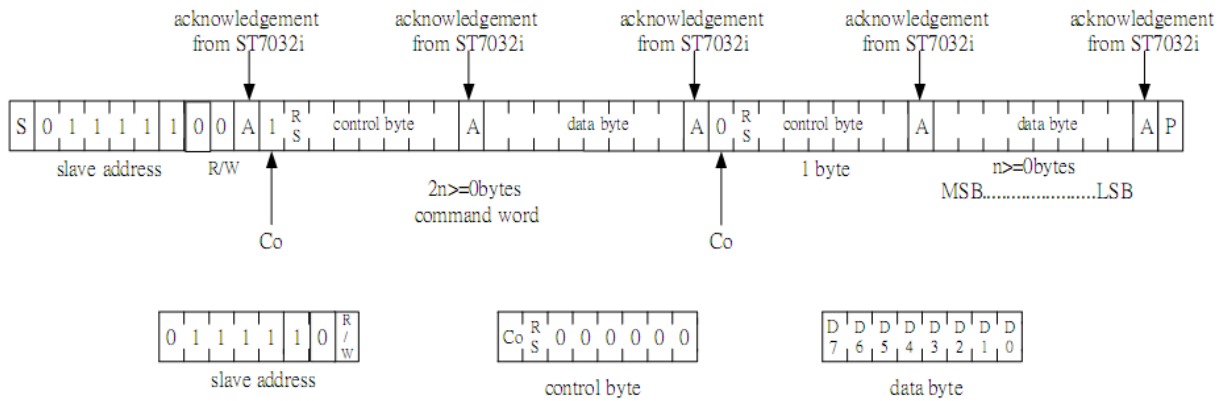 acknowledgement acknowledgement acknowledgement acknowledgement acknowledgement
from ST7032i from ST7032i from ST7032i from ST7032i from ST7032i
S 0 1 1 1 1 1 0 0 A 1 RS control byte A data byte A 0 RS control byte A data byte A P
slave address R/W 1 byte n>=0bytes
2n>=0bytes MSB........................LSB
command word
Co Co
0 1 1 1 1 1 0 R/W Co RS 0 0 0 0 0 0 D7 D6 D5 D4 D3 D2 D1 D0
slave address control byte data byte